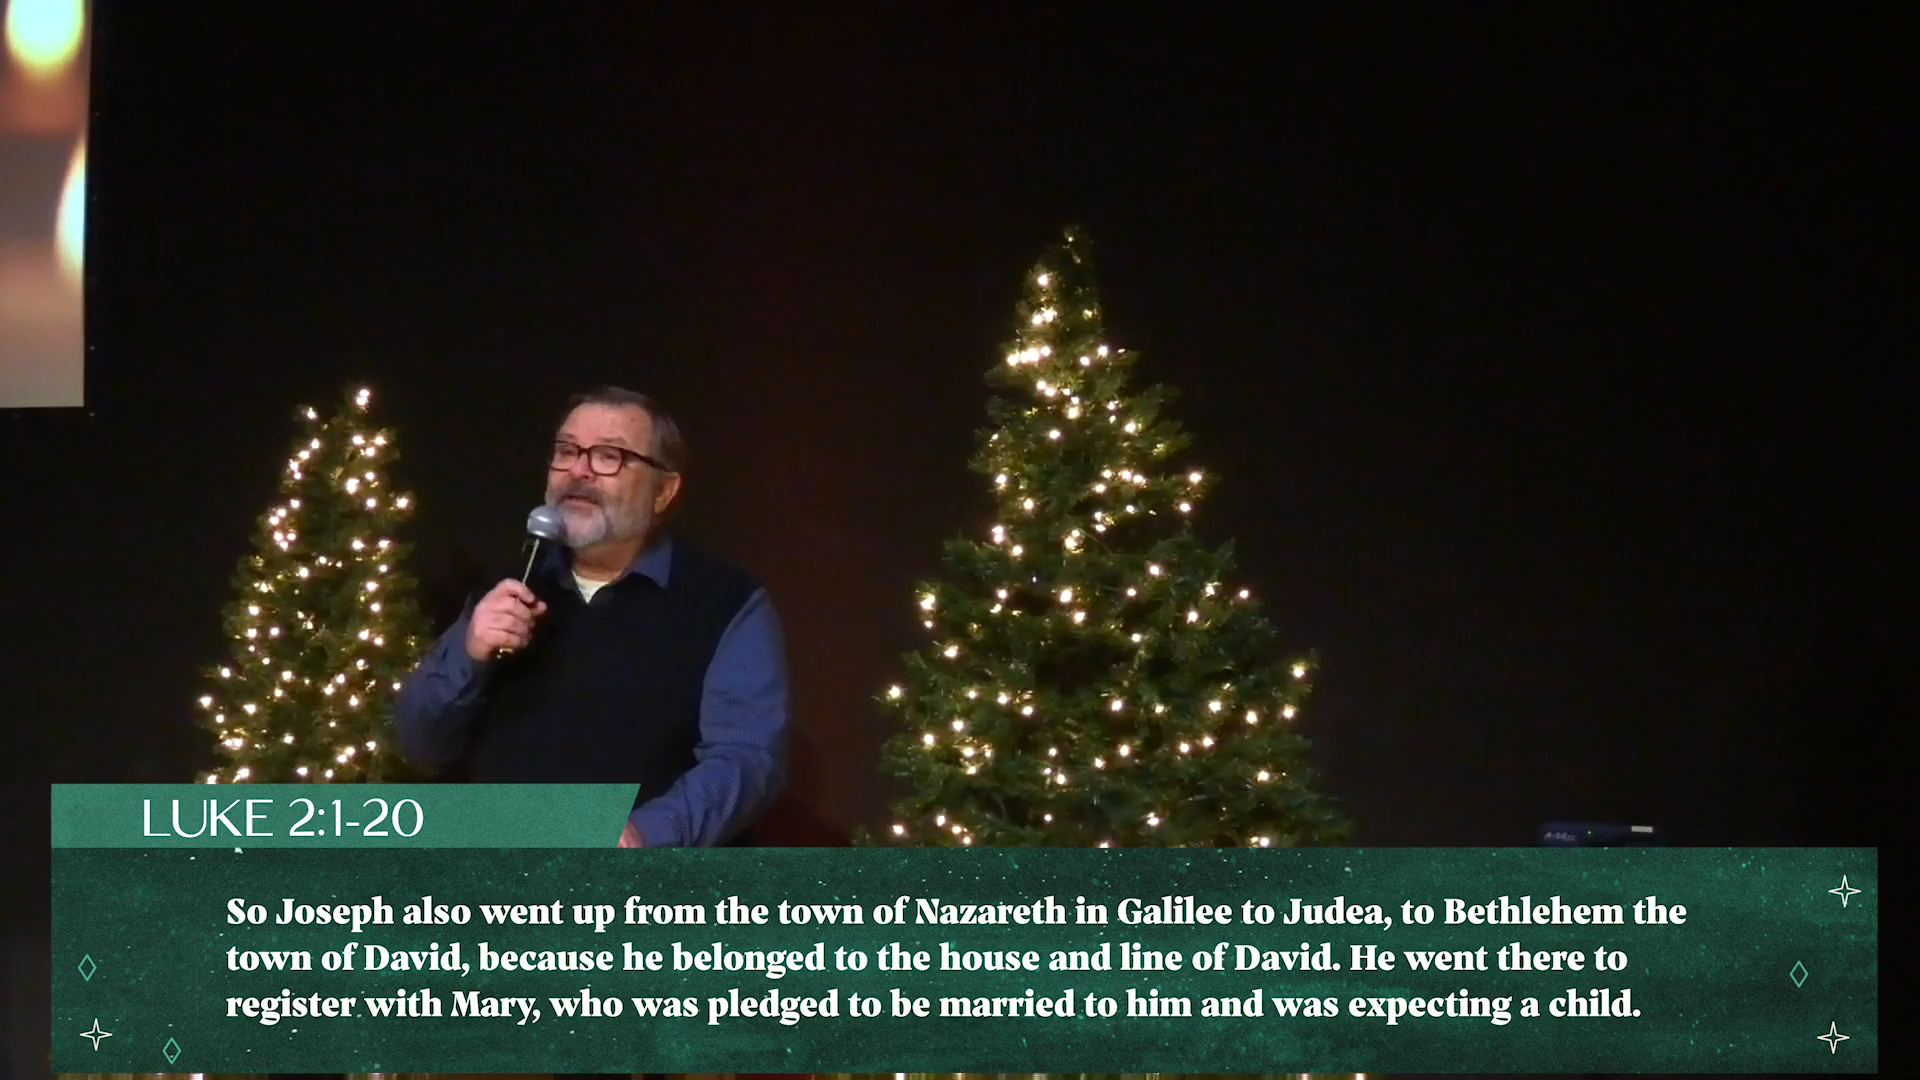 LUKE 2:1-20
So Joseph also went up from the town of Nazareth in Galilee to Judea, to Bethlehem the
town of David, because he belonged to the house and line of David. He went there to
register with Mary, who was pledged to be married to him and was expecting a child.